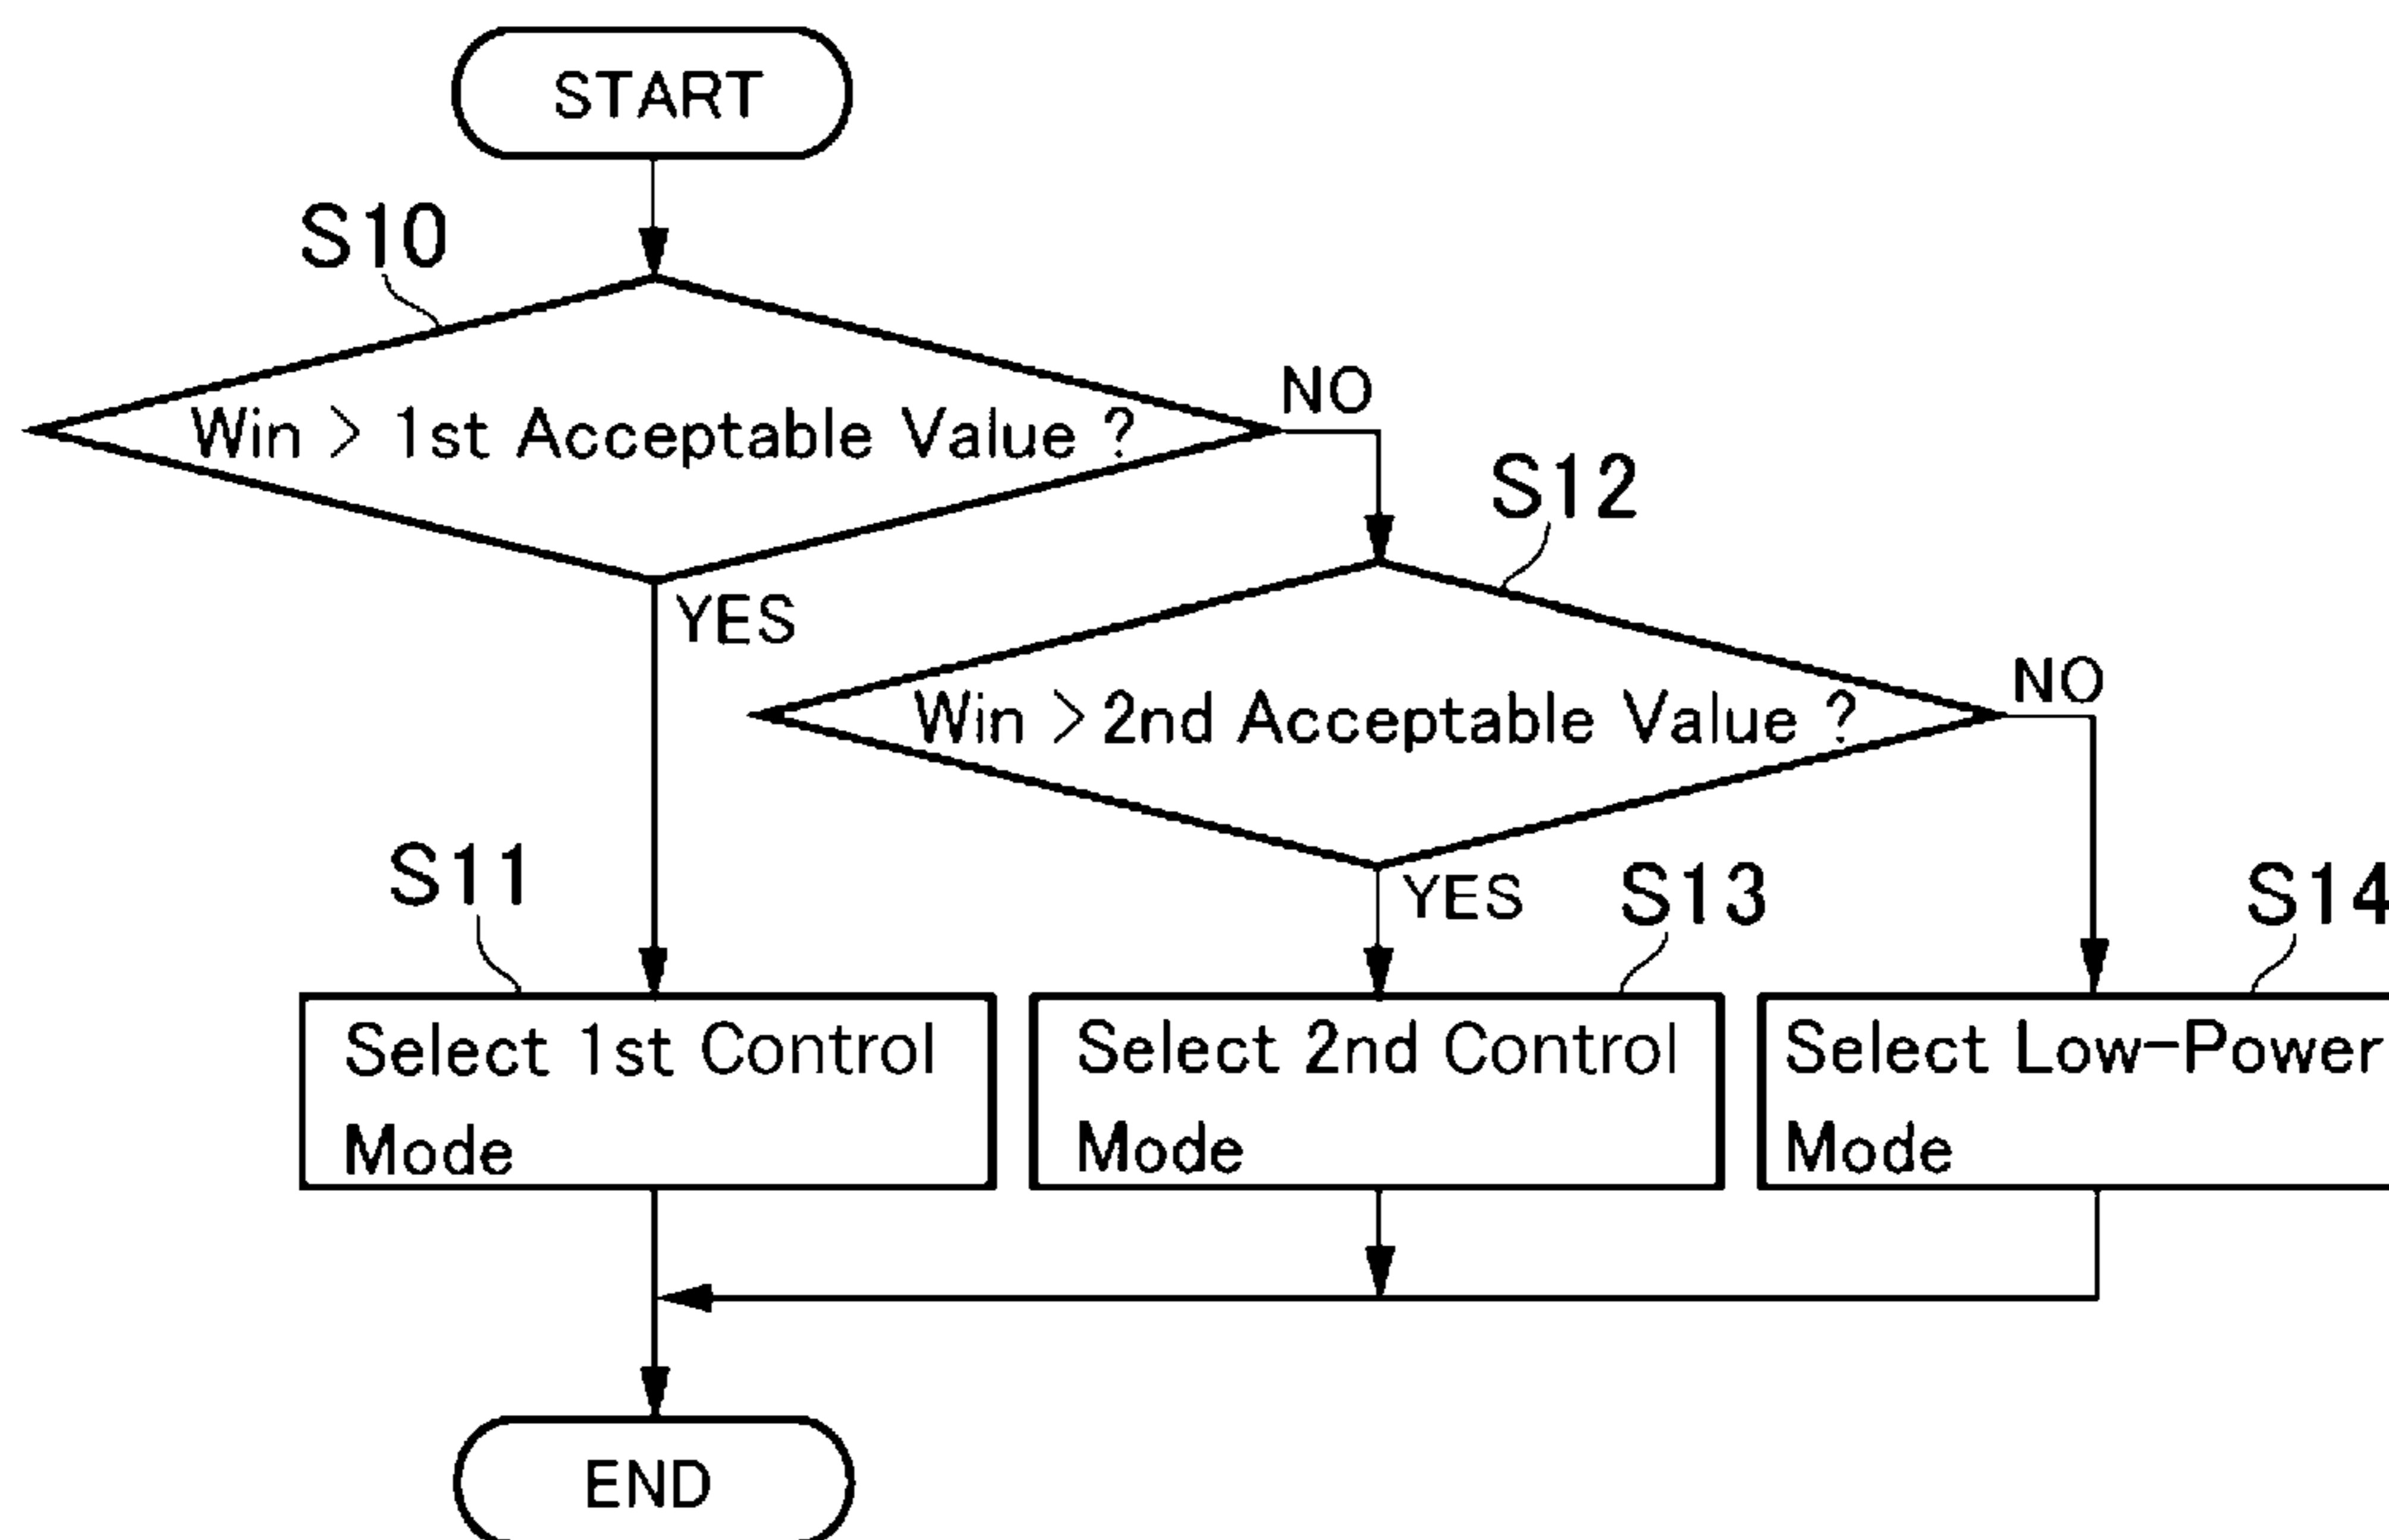 START
S10
Win > 1st Acceptable Value ?
NO
S12
YES
Win > 2nd Acceptable Value ?
NO
S11
YES
S13
S14
Select 1st Control
Mode
Select 2nd Control
Mode
Select Low-Power
Mode
END